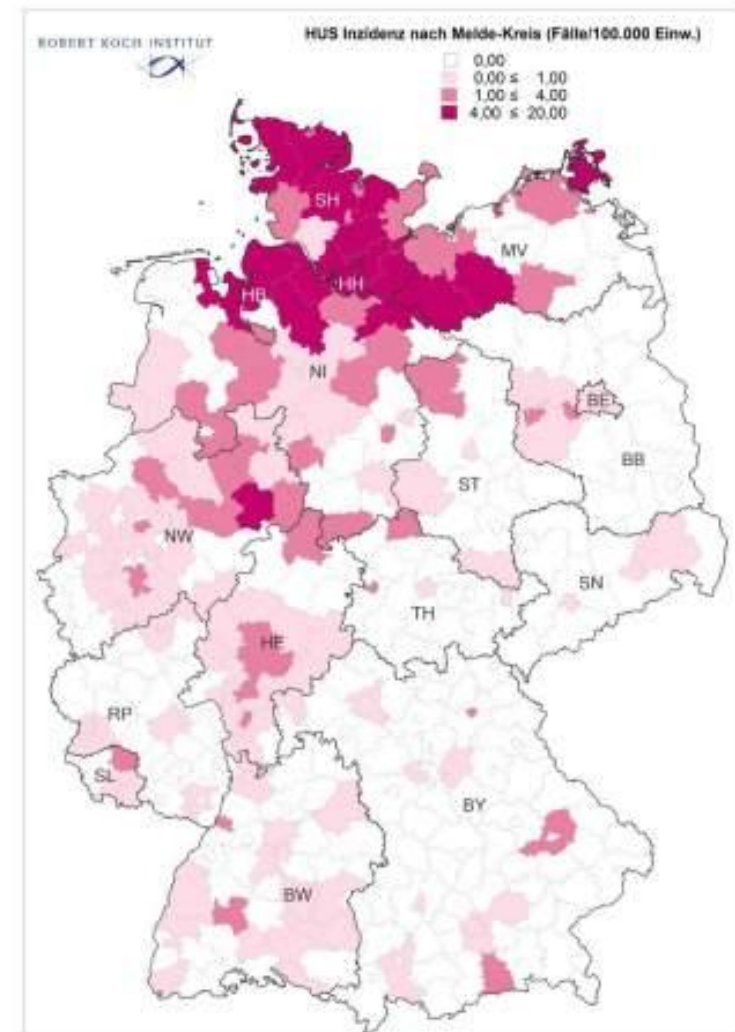 ROBERT KOCH INSTITUT
HUS Inzidenz nach Melde-Kreis (Fälle/100.000 Einw.)
0,00
0,00 ≤ 1,00
1,00 ≤ 4,00
4,00 ≤ 20,00
SH
MV
HH
HB
NI
BE
BB
ST
NW
SN
TH
HE
RP
SL
BY
BW